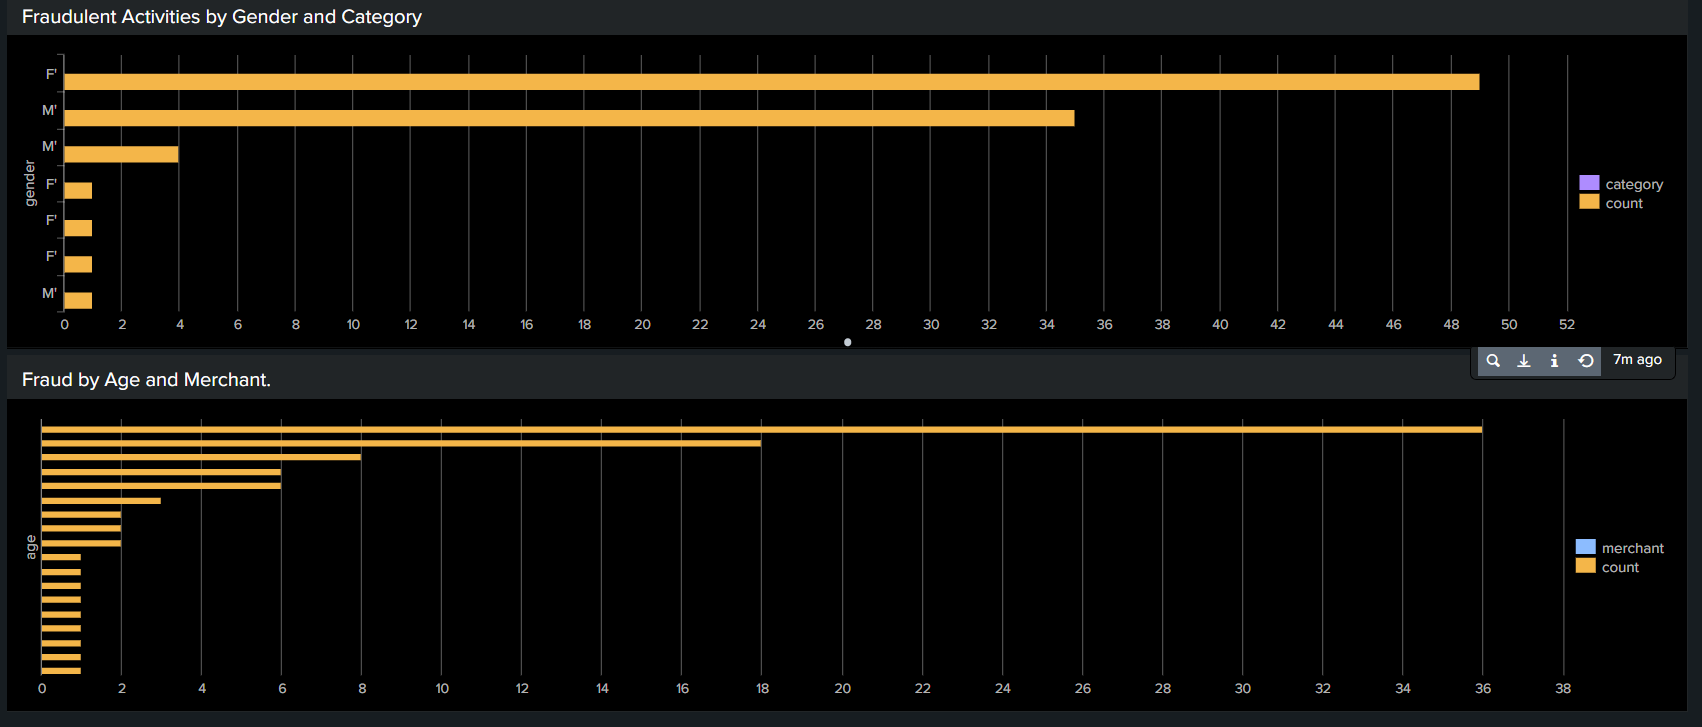 Fraudulent Activities by Gender and Category
F'
M'
M'
F'
F'
F'
M'
gender
0 2 4 6 8 10 12 14 16 18 20 22 24 26 28 30 32 34 36 38 40 42 44 46 48 50 52
category
count
7m ago
Fraud by Age and Merchant.
age
0 2 4 6 8 10 12 14 16 18 20 22 24 26 28 30 32 34 36 38
merchant
count